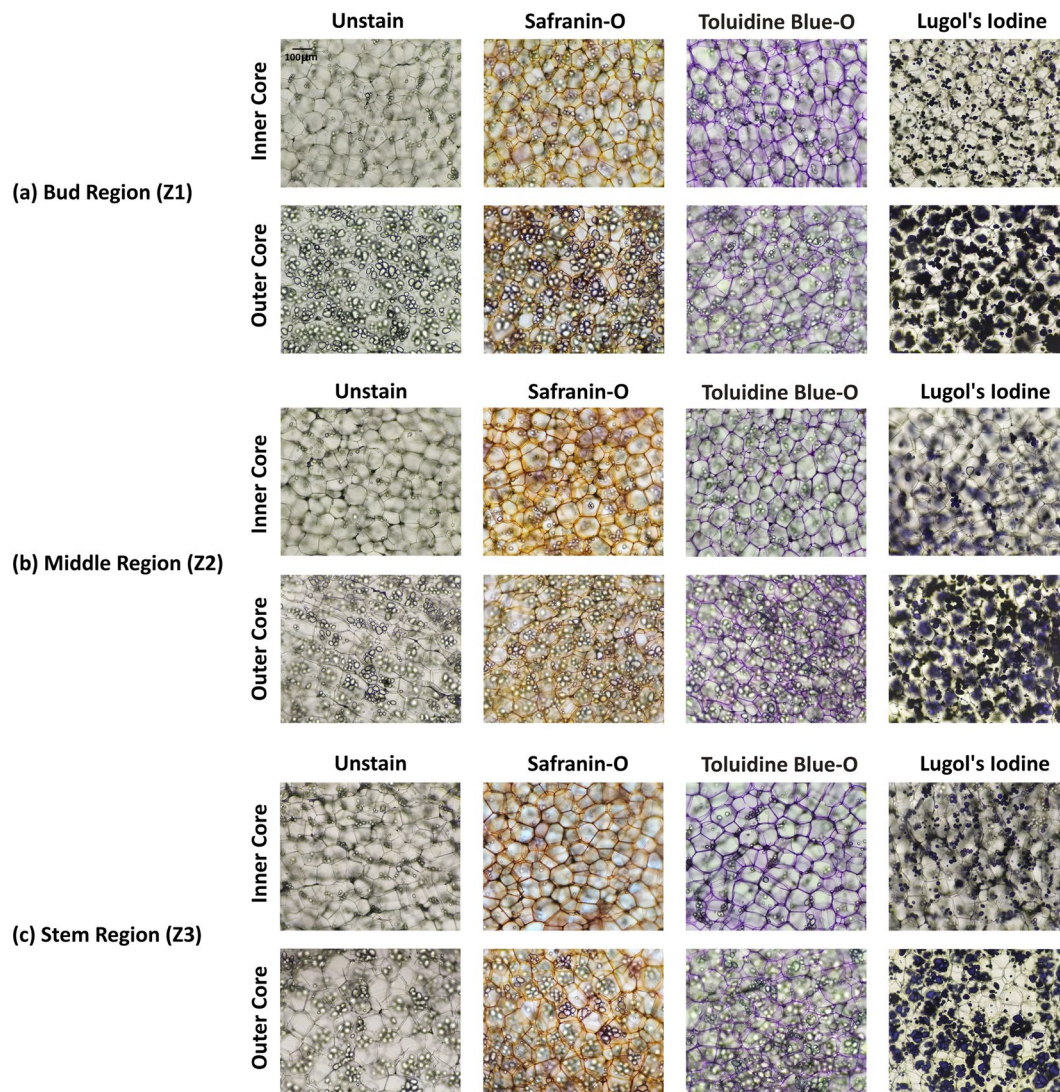 Unstain Safranin-O Toluidine Blue-O Lugol's Iodine
100µm
Inner Core
(a) Bud Region (Z1)
Outer Core
Unstain Safranin-O Toluidine Blue-O Lugol's Iodine
Inner Core
(b) Middle Region (Z2)
Outer Core
Unstain Safranin-O Toluidine Blue-O Lugol's Iodine
Inner Core
(c) Stem Region (Z3)
Outer Core